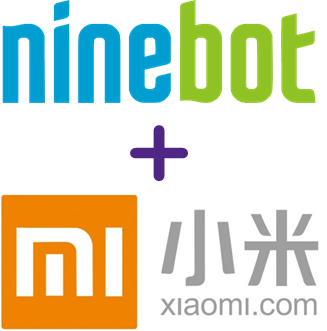 ninebot
+
mi 小米
xiaomi.com